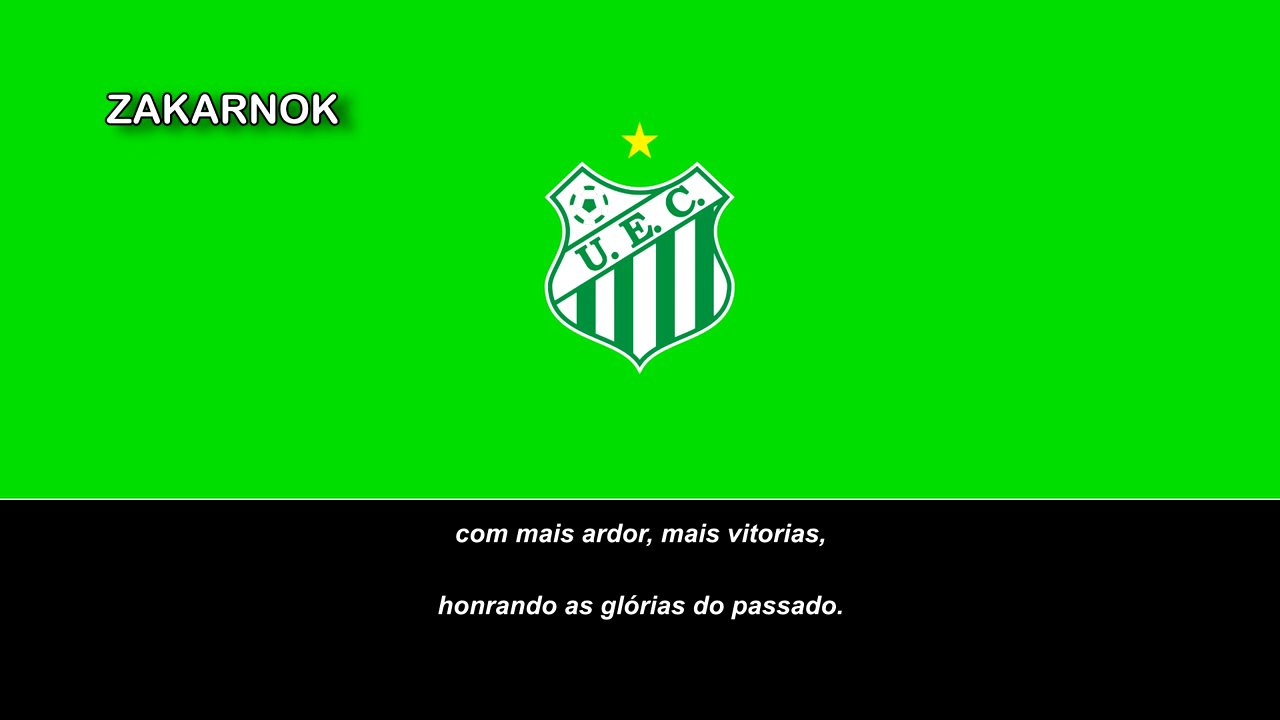 ZAKARNOK
U. E. C.
com mais ardor, mais vitorias,
honrando as glórias do passado.